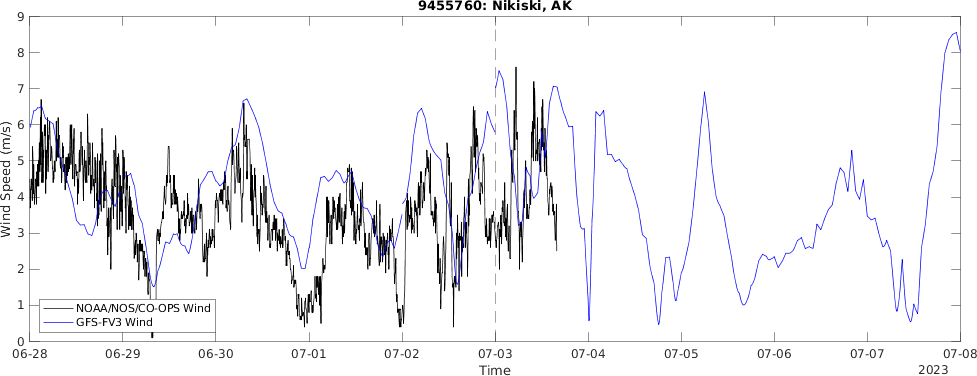 9455760: Nikiski, AK
9
8
7
6
5
4
3
2
1
0
Wind Speed (m/s)
NOAA/NOS/CO-OPS Wind
GFS-FV3 Wind
06-28 06-29 06-30 07-01 07-02 07-03 07-04 07-05 07-06 07-07 07-08
Time
2023